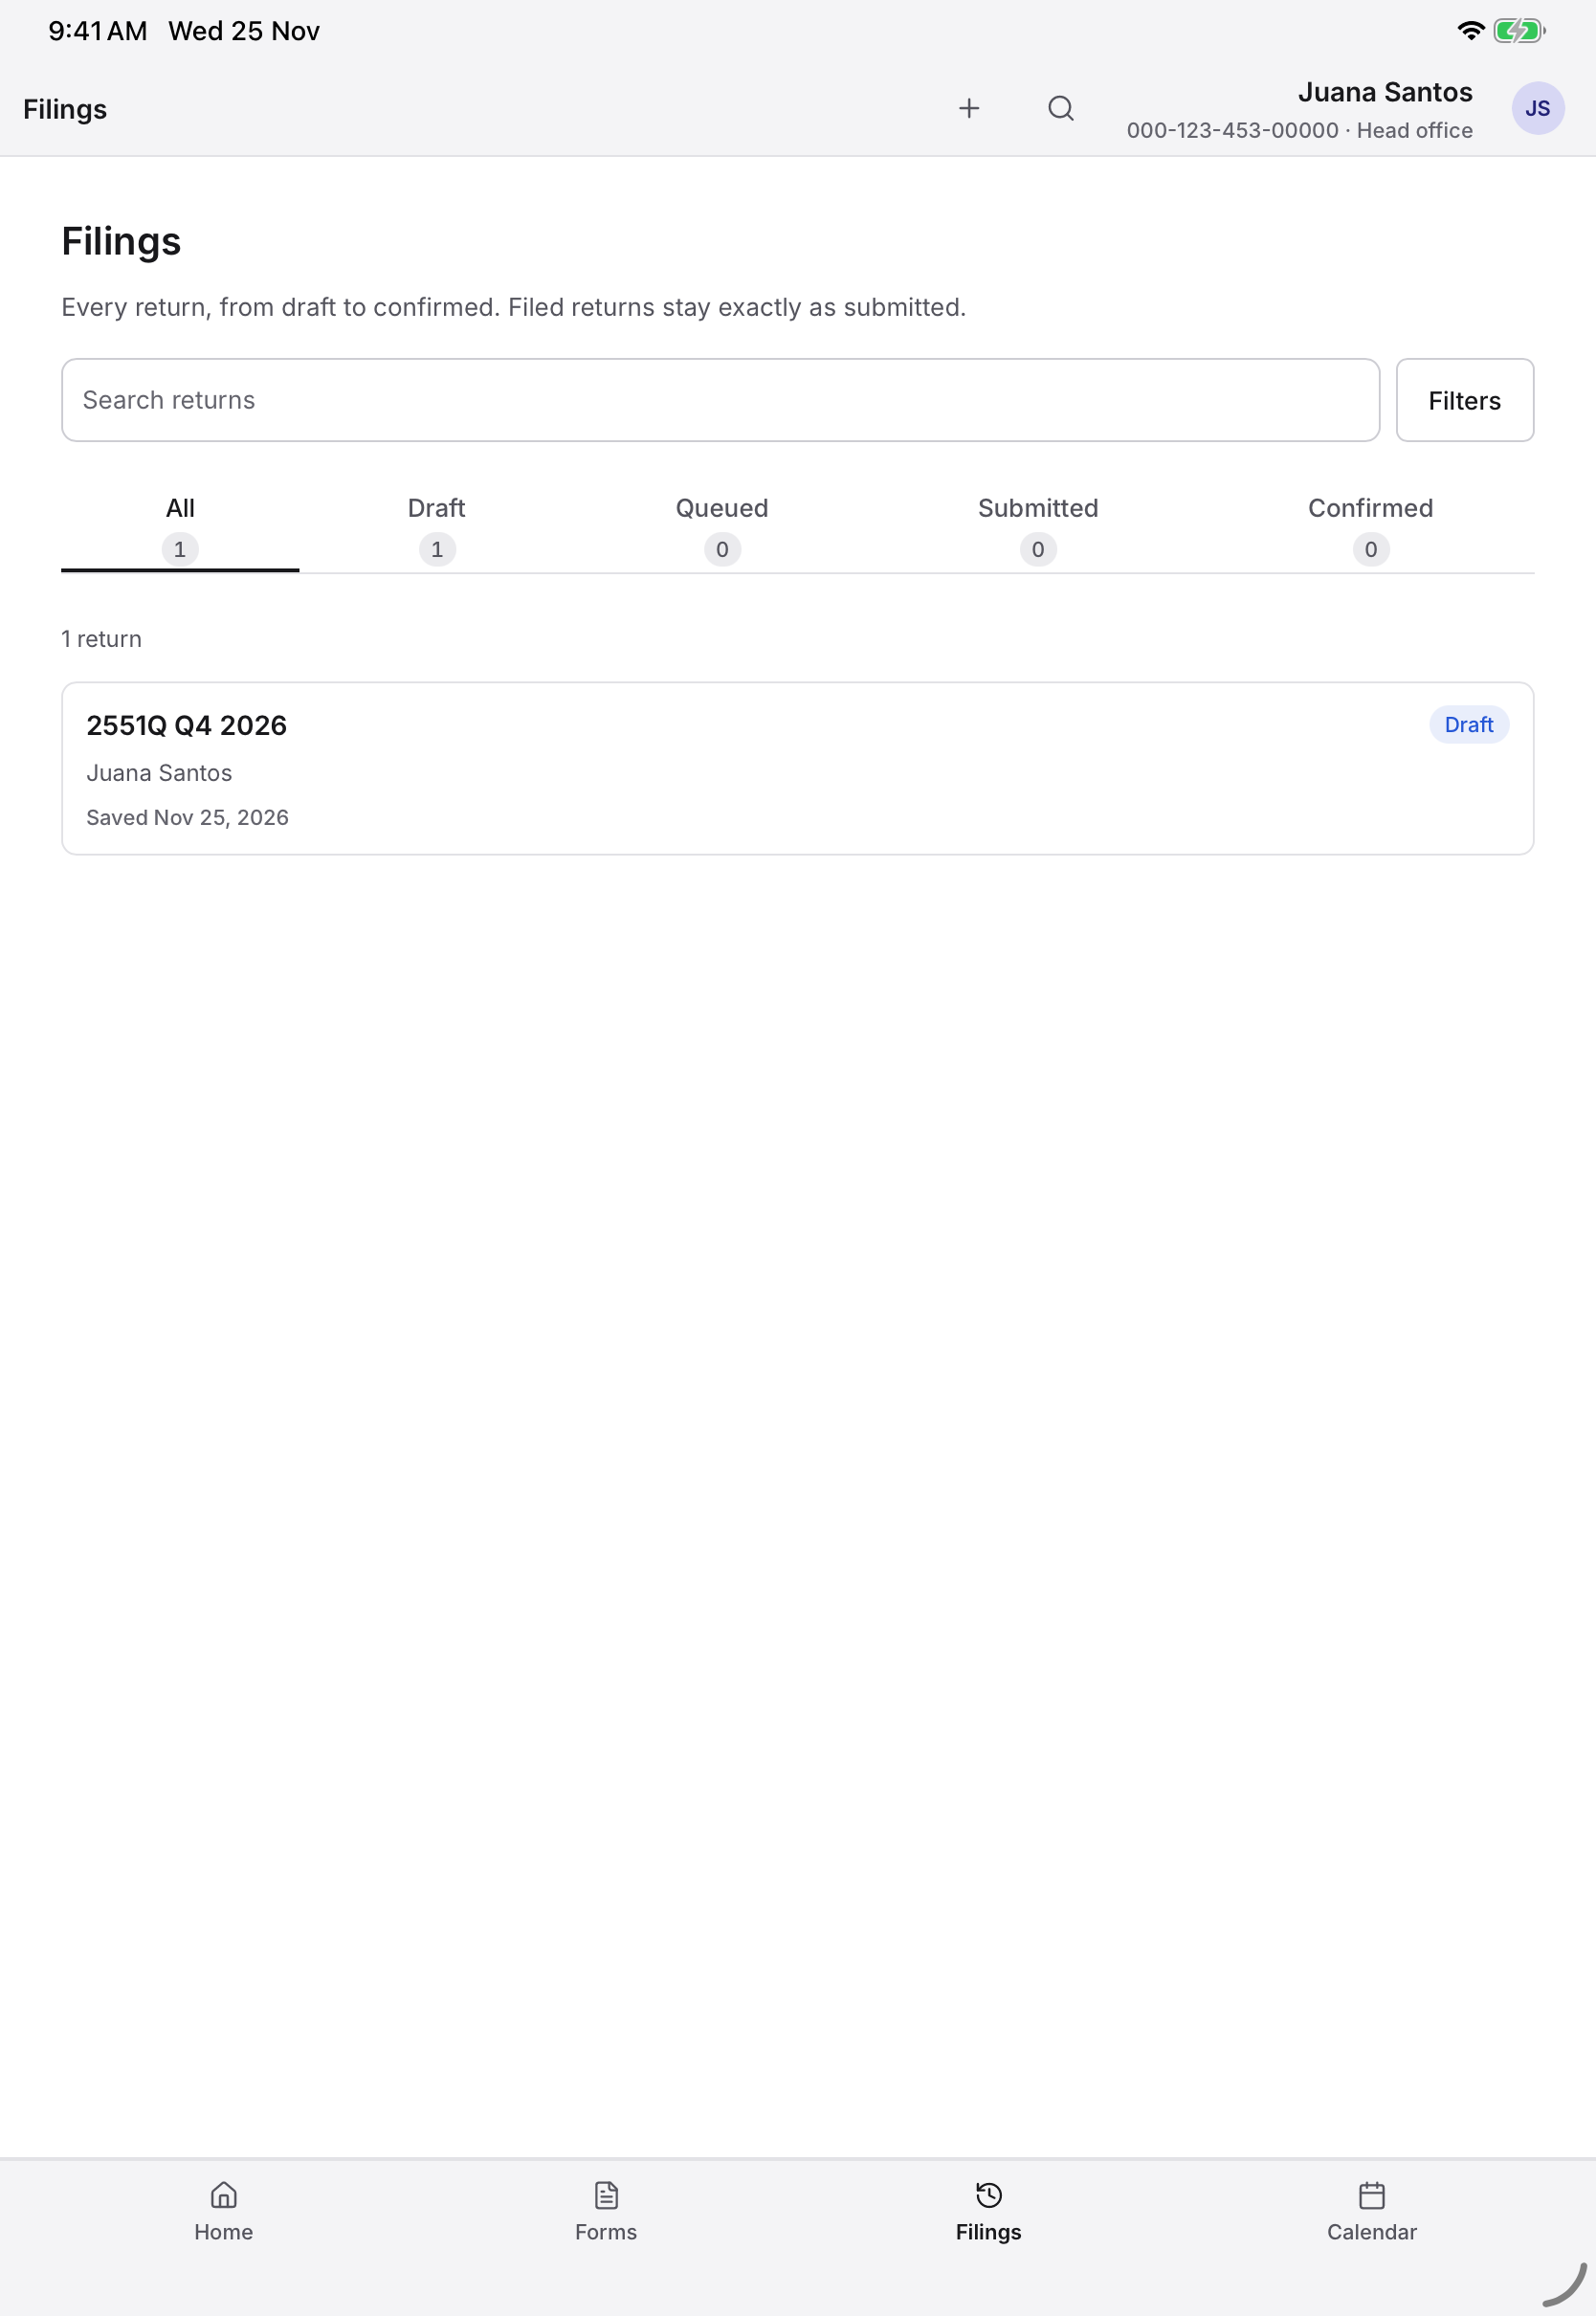 9:41 AM Wed 25 Nov
Filings
Juana Santos
000-123-453-00000 · Head office
JS
Filings
Every return, from draft to confirmed. Filed returns stay exactly as submitted.
Search returns
Filters
All
1
Draft
1
Queued
0
Submitted
0
Confirmed
0
1 return
2551Q Q4 2026
Draft
Juana Santos
Saved Nov 25, 2026
Home
Forms
Filings
Calendar